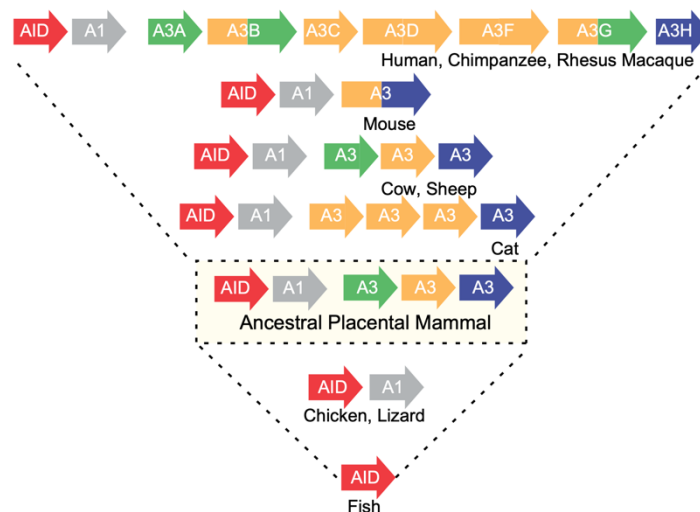 AID A1 A3A A3B A3C A3D A3F A3G A3H
Human, Chimpanzee, Rhesus Macaque
AID A1 A3
Mouse
AID A1 A3 A3 A3
Cow, Sheep
AID A1 A3 A3 A3 A3
Cat
AID A1 A3 A3 A3
Ancestral Placental Mammal
AID A1
Chicken, Lizard
AID
Fish